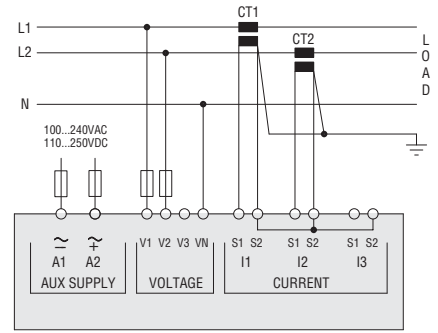 CT1
L1
CT2
L2
LOAD
N
100...240VAC
110...250VDC
V1 V2 V3 VN S1 S2 S1 S2 S1 S2
A1 A2 I1 I2 I3
AUX SUPPLY VOLTAGE CURRENT